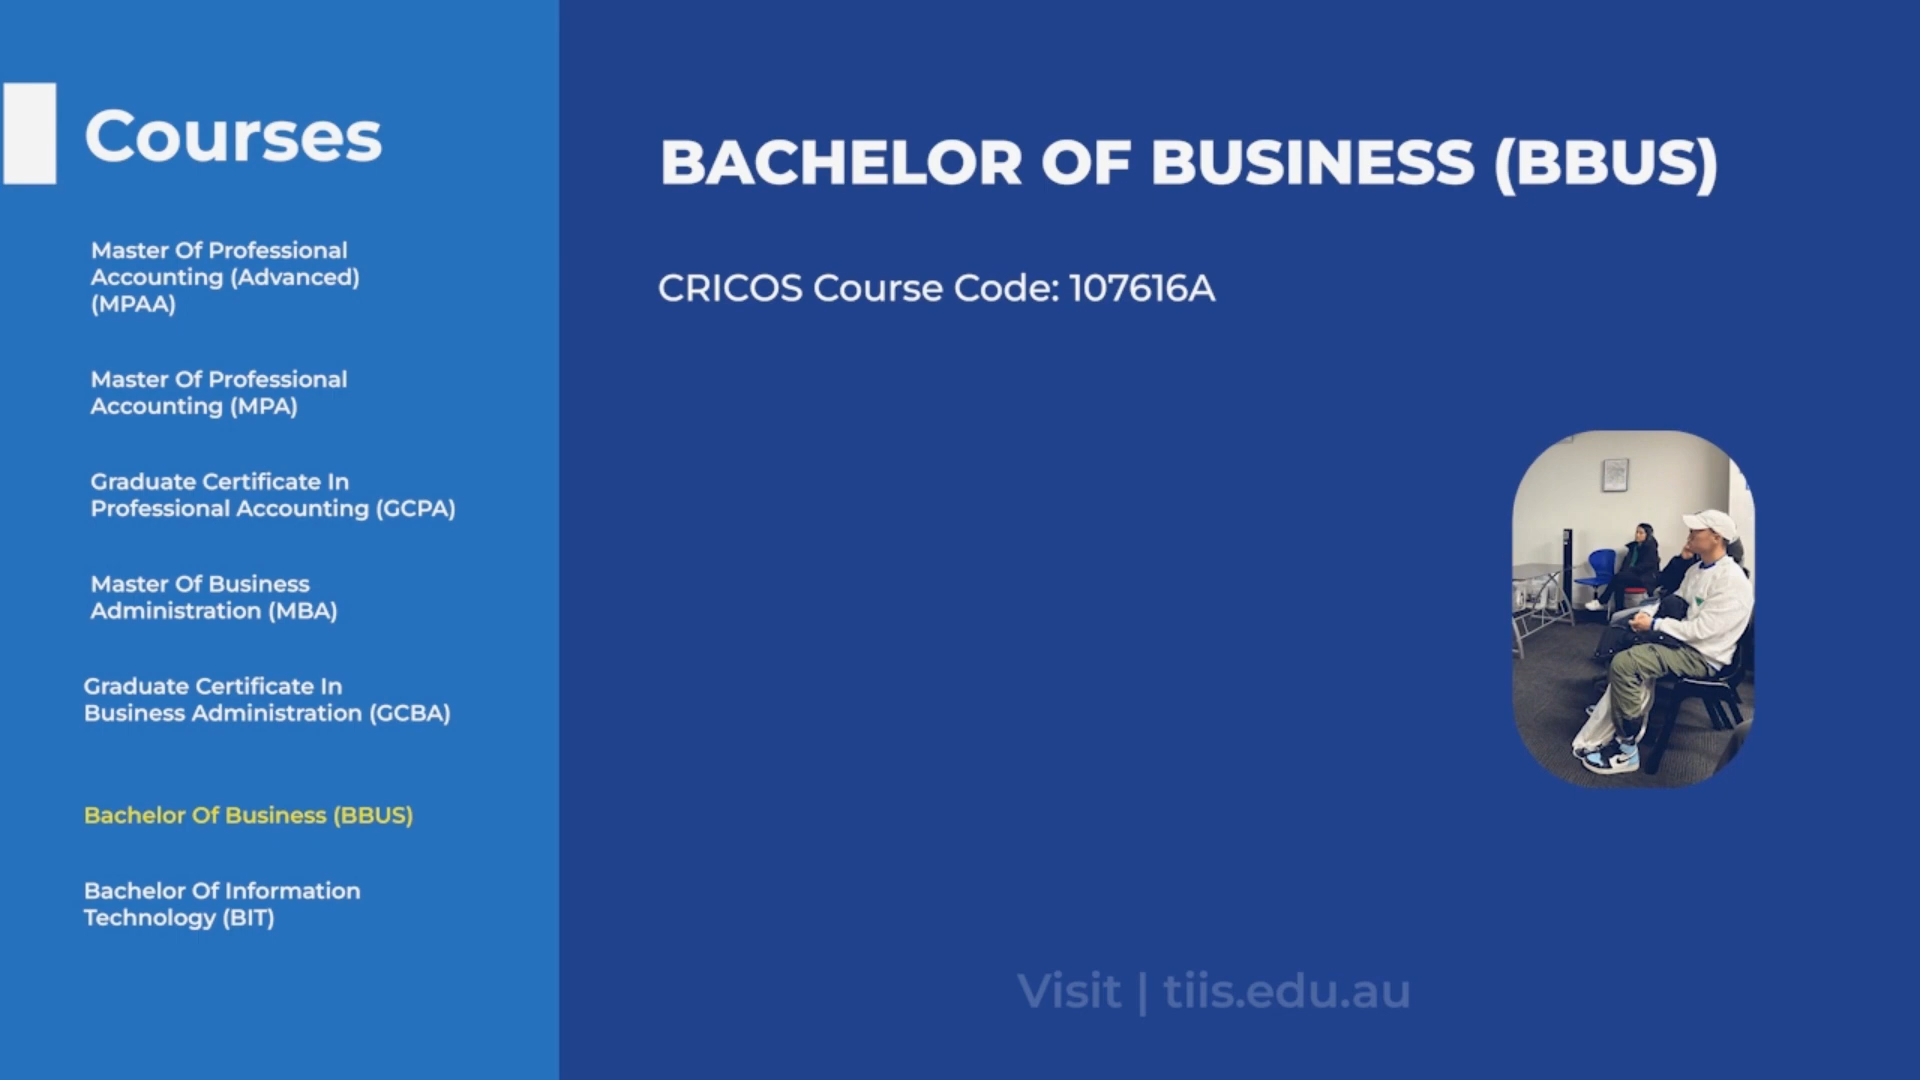 Courses
Master Of Professional
Accounting (Advanced)
(MPAA)
Master Of Professional
Accounting (MPA)
Graduate Certificate In
Professional Accounting (GCPA)
Master Of Business
Administration (MBA)
Graduate Certificate In
Business Administration (GCBA)
Bachelor Of Business (BBUS)
Bachelor Of Information
Technology (BIT)
BACHELOR OF BUSINESS (BBUS)
CRICOS Course Code: 107616A
Visit | tiis.edu.au